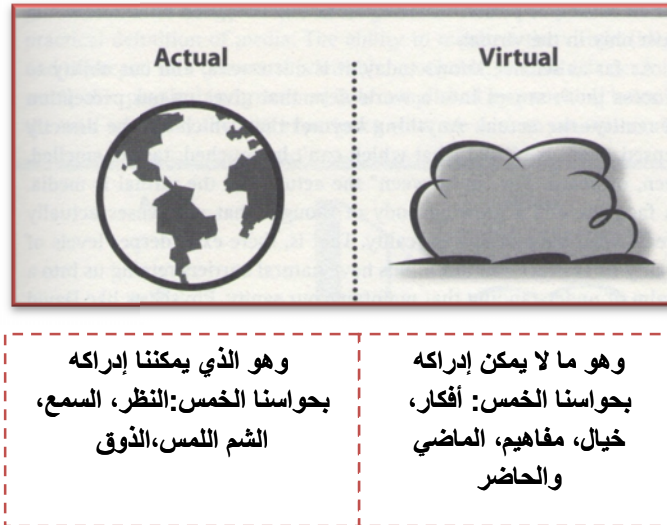 Actual
Virtual
وهو الذي يمكننا إدراكه
بحواسنا الخمس:النظر، السمع،
الشم اللمس،الذوق
وهو ما لا يمكن إدراكه
بحواسنا الخمس: أفكار،
خيال، مفاهيم، الماضي
والحاضر